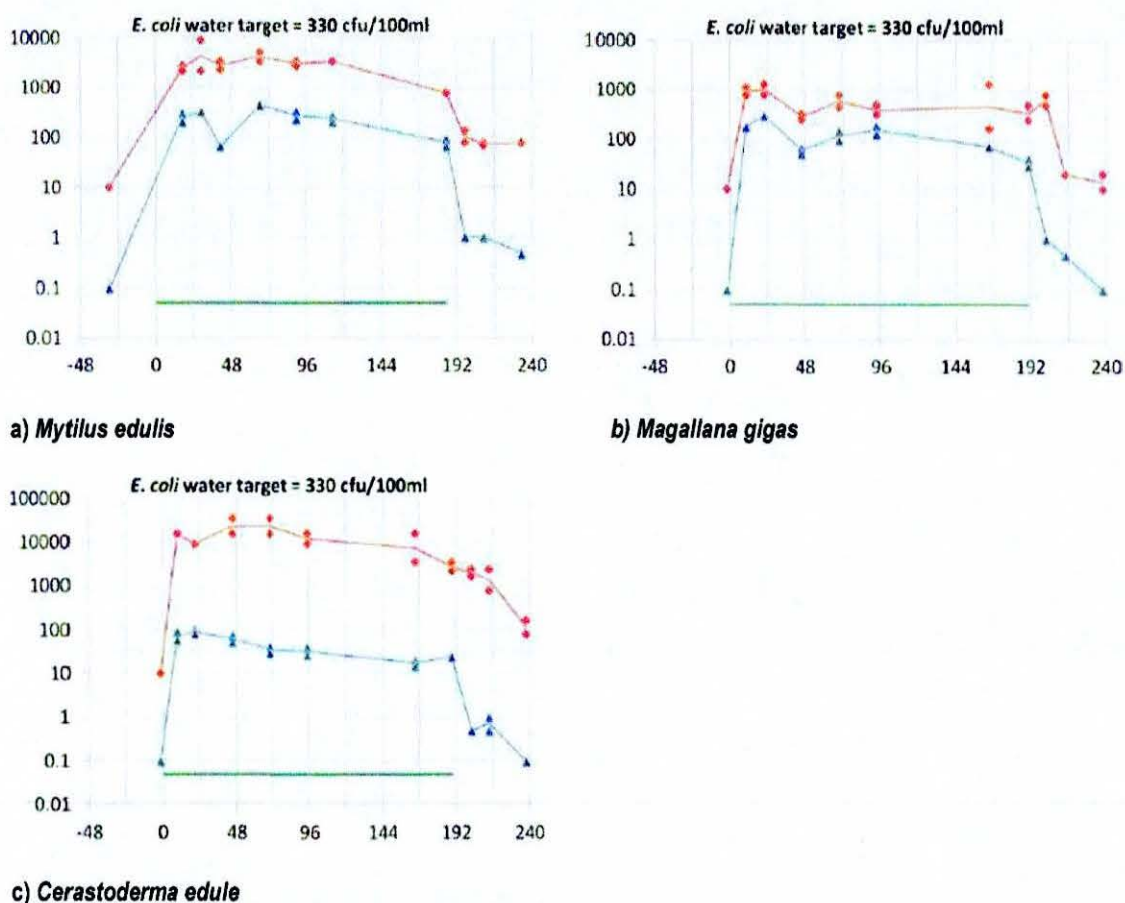 E. coli water target = 330 cfu/100ml
10000
1000
100
10
1
0.1
0.01
-48 0 48 96 144 192 240
a) Mytilus edulis
E. coli water target = 330 cfu/100ml
10000
1000
100
10
1
0.1
0.01
-48 0 48 96 144 192 240
b) Magallana gigas
E. coli water target = 330 cfu/100ml
100000
10000
1000
100
10
1
0.1
0.01
-48 0 48 96 144 192 240
c) Cerastoderma edule